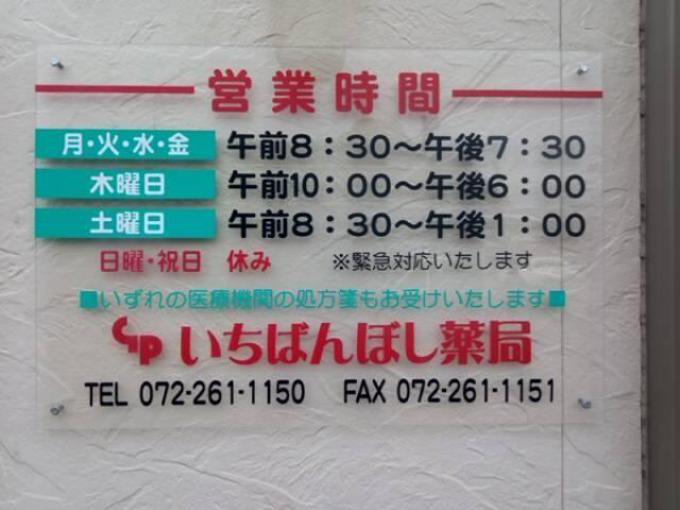 営業時間
月・火・水・金 午前8：30～午後7：30
木曜日 午前10：00～午後6：00
土曜日 午前8：30～午後1：00
日曜・祝日 休み ※緊急対応いたします
■いずれの医療機関の処方箋もお受けいたします■
いちばんぼし薬局
TEL 072-261-1150 FAX 072-261-1151